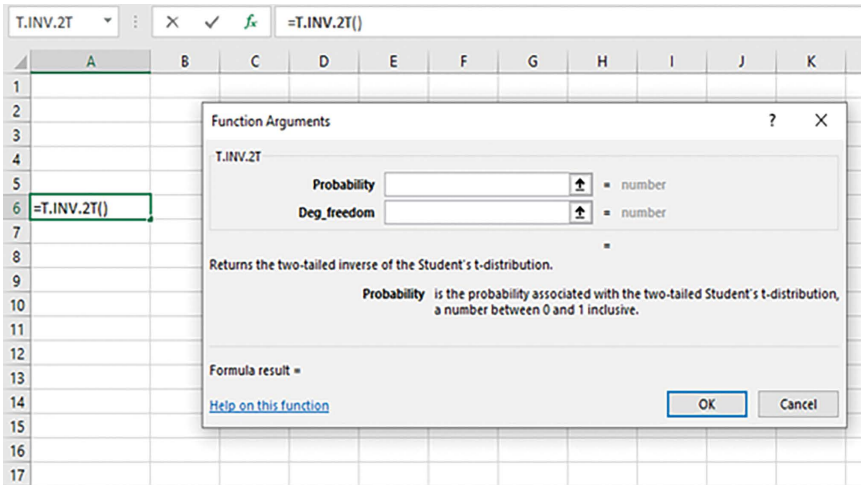 T.INV.2T
=T.INV.2T()
A B C D E F G H I J K
1
2
Function Arguments ? X
3
4
T.INV.2T
5
Probability = number
6 =T.INV.2T()
Deg_freedom = number
7
=
8
Returns the two-tailed inverse of the Student's t-distribution.
9
Probability is the probability associated with the two-tailed Student's t-distribution,
10
a number between 0 and 1 inclusive.
11
12
13
Formula result =
14
Help on this function OK Cancel
15
16
17